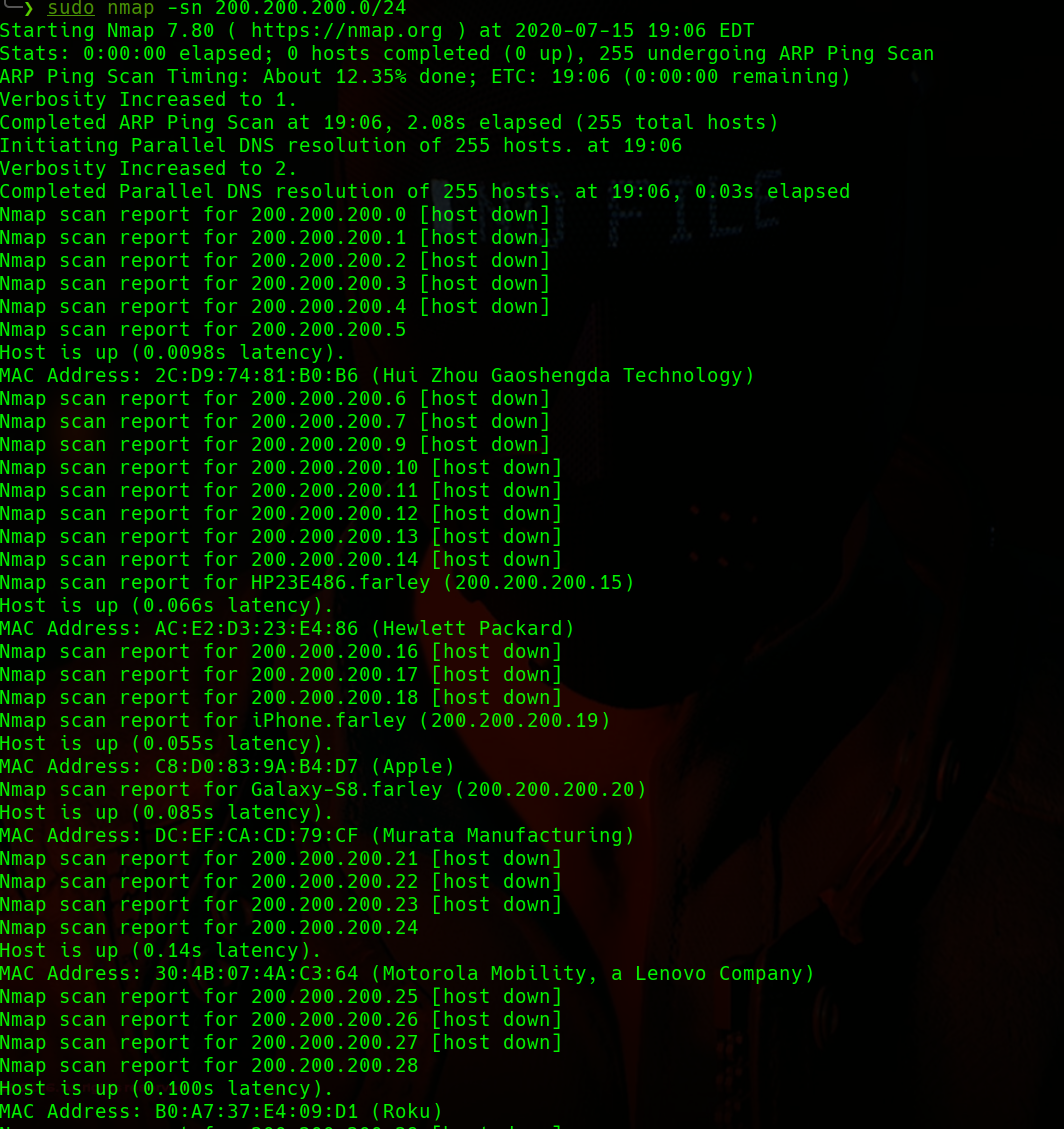 ❯ sudo nmap -sn 200.200.200.0/24
Starting Nmap 7.80 ( https://nmap.org ) at 2020-07-15 19:06 EDT
Stats: 0:00:00 elapsed; 0 hosts completed (0 up), 255 undergoing ARP Ping Scan
ARP Ping Scan Timing: About 12.35% done; ETC: 19:06 (0:00:00 remaining)
Verbosity Increased to 1.
Completed ARP Ping Scan at 19:06, 2.08s elapsed (255 total hosts)
Initiating Parallel DNS resolution of 255 hosts. at 19:06
Verbosity Increased to 2.
Completed Parallel DNS resolution of 255 hosts. at 19:06, 0.03s elapsed
Nmap scan report for 200.200.200.0 [host down]
Nmap scan report for 200.200.200.1 [host down]
Nmap scan report for 200.200.200.2 [host down]
Nmap scan report for 200.200.200.3 [host down]
Nmap scan report for 200.200.200.4 [host down]
Nmap scan report for 200.200.200.5
Host is up (0.0098s latency).
MAC Address: 2C:D9:74:81:B0:B6 (Hui Zhou Gaoshengda Technology)
Nmap scan report for 200.200.200.6 [host down]
Nmap scan report for 200.200.200.7 [host down]
Nmap scan report for 200.200.200.9 [host down]
Nmap scan report for 200.200.200.10 [host down]
Nmap scan report for 200.200.200.11 [host down]
Nmap scan report for 200.200.200.12 [host down]
Nmap scan report for 200.200.200.13 [host down]
Nmap scan report for 200.200.200.14 [host down]
Nmap scan report for HP23E486.farley (200.200.200.15)
Host is up (0.066s latency).
MAC Address: AC:E2:D3:23:E4:86 (Hewlett Packard)
Nmap scan report for 200.200.200.16 [host down]
Nmap scan report for 200.200.200.17 [host down]
Nmap scan report for 200.200.200.18 [host down]
Nmap scan report for iPhone.farley (200.200.200.19)
Host is up (0.055s latency).
MAC Address: C8:D0:83:9A:B4:D7 (Apple)
Nmap scan report for Galaxy-S8.farley (200.200.200.20)
Host is up (0.085s latency).
MAC Address: DC:EF:CA:CD:79:CF (Murata Manufacturing)
Nmap scan report for 200.200.200.21 [host down]
Nmap scan report for 200.200.200.22 [host down]
Nmap scan report for 200.200.200.23 [host down]
Nmap scan report for 200.200.200.24
Host is up (0.14s latency).
MAC Address: 30:4B:07:4A:C3:64 (Motorola Mobility, a Lenovo Company)
Nmap scan report for 200.200.200.25 [host down]
Nmap scan report for 200.200.200.26 [host down]
Nmap scan report for 200.200.200.27 [host down]
Nmap scan report for 200.200.200.28
Host is up (0.100s latency).
MAC Address: B0:A7:37:E4:09:D1 (Roku)